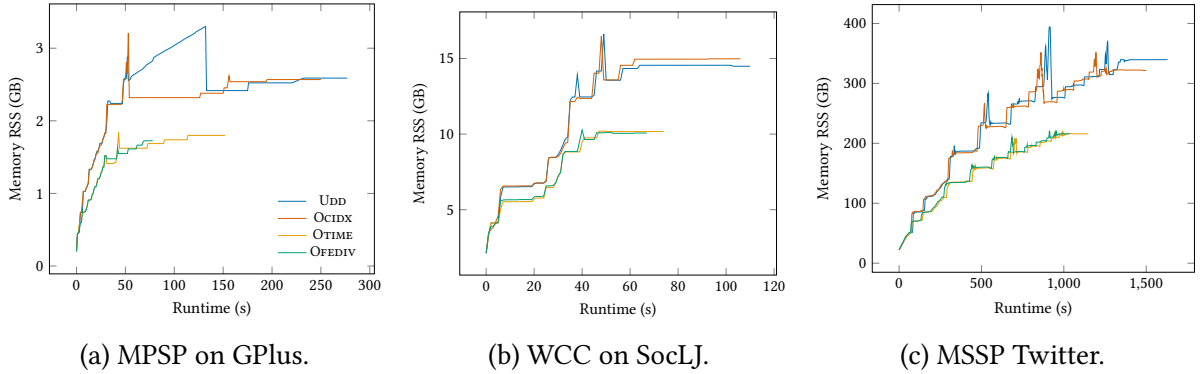 Memory RSS (GB)
3
2
1
0
0
50
100
150
200
250
300
Runtime (s)
UDD
OCIDX
OTIME
OFEDIV
(a) MPSP on GPlus.
Memory RSS (GB)
15
10
5
0
20
40
60
80
100
120
Runtime (s)
(b) WCC on SocLJ.
Memory RSS (GB)
400
300
200
100
0
0
500
1,000
1,500
Runtime (s)
(c) MSSP Twitter.